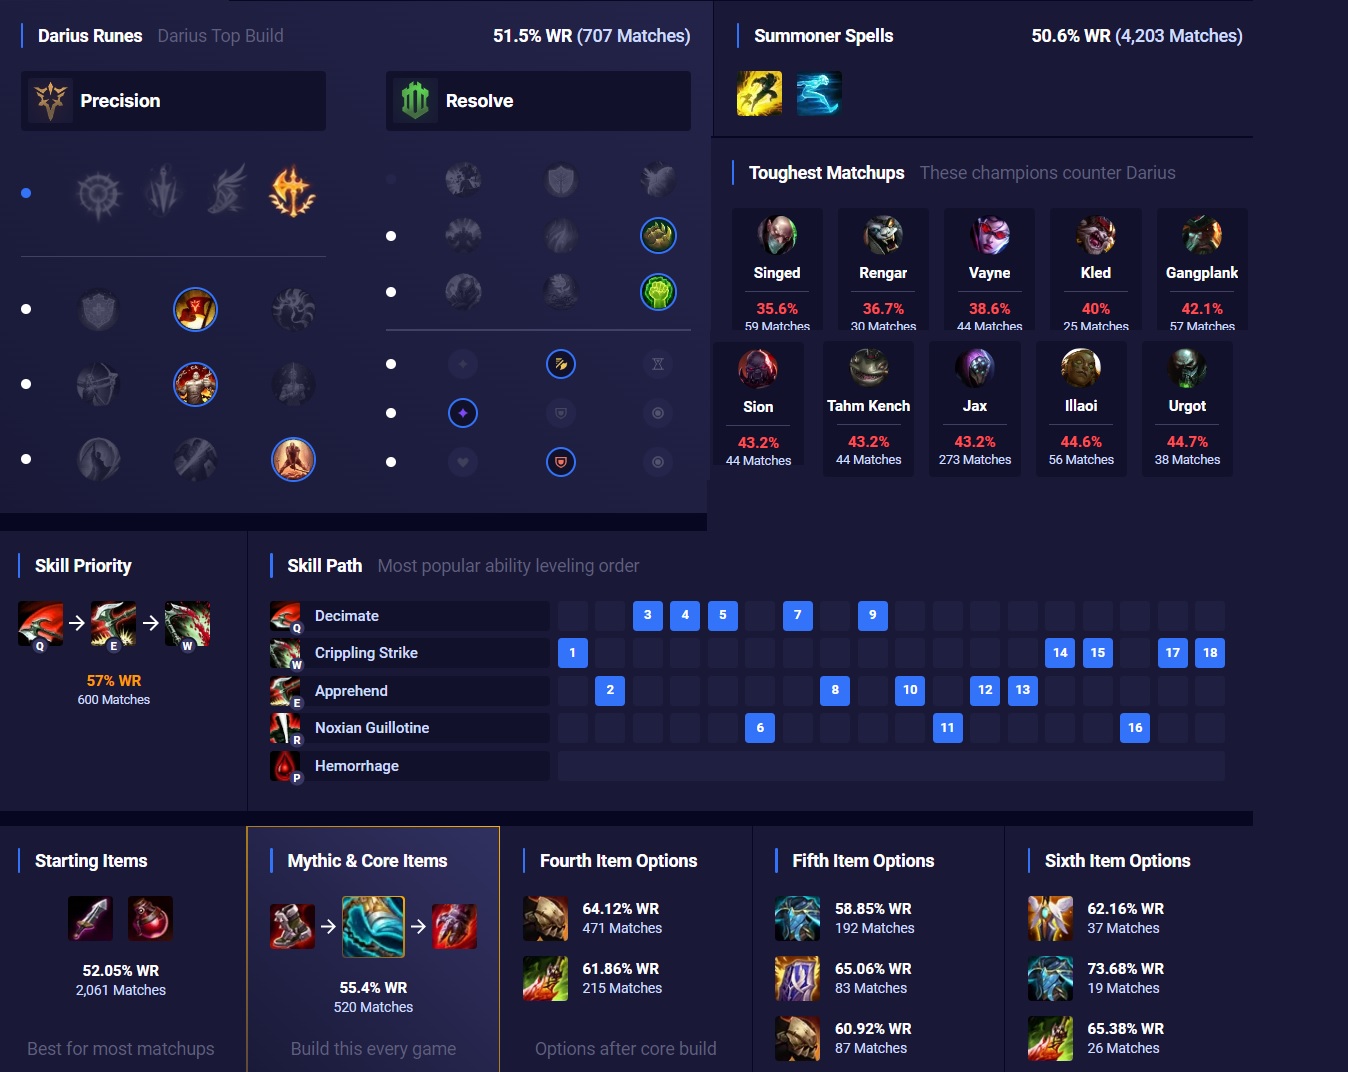 Darius Runes Darius Top Build 51.5% WR (707 Matches)
Precision
Resolve
Summoner Spells 50.6% WR (4,203 Matches)
Toughest Matchups These champions counter Darius
Singed Rengar Vayne Kled Gangplank
35.6% 36.7% 38.6% 40% 42.1%
59 Matches 30 Matches 44 Matches 25 Matches 57 Matches
Sion Tahm Kench Jax Illaoi Urgot
43.2% 43.2% 43.2% 44.6% 44.7%
44 Matches 44 Matches 273 Matches 56 Matches 38 Matches
Skill Priority
Q E W
57% WR
600 Matches
Skill Path Most popular ability leveling order
Q Decimate 3 4 5 7 9
W Crippling Strike 1 14 15 17 18
E Apprehend 2 8 10 12 13
R Noxian Guillotine 6 11 16
P Hemorrhage
Starting Items
52.05% WR
2,061 Matches
Best for most matchups
Mythic & Core Items
55.4% WR
520 Matches
Build this every game
Fourth Item Options
64.12% WR
471 Matches
61.86% WR
215 Matches
Options after core build
Fifth Item Options
58.85% WR
192 Matches
65.06% WR
83 Matches
60.92% WR
87 Matches
Sixth Item Options
62.16% WR
37 Matches
73.68% WR
19 Matches
65.38% WR
26 Matches